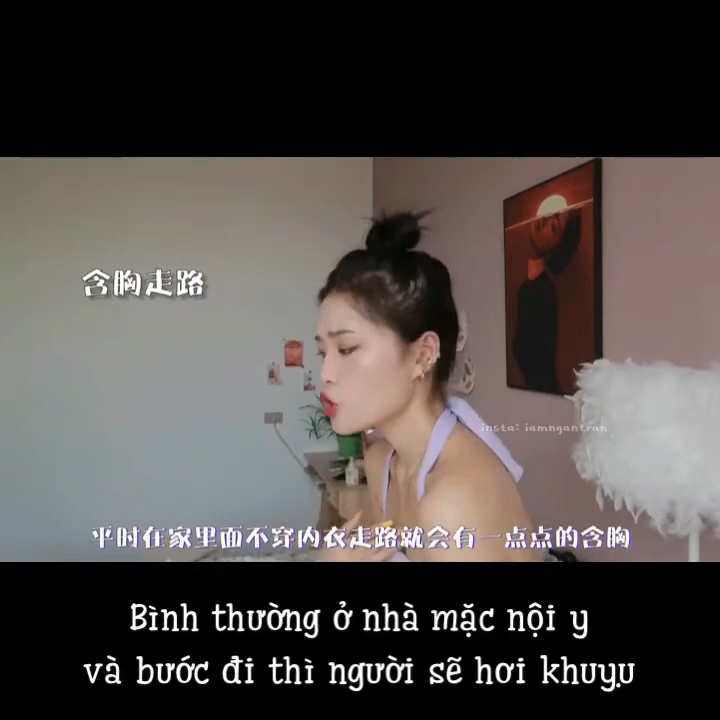 含胸走路
insta: iamngantran
平时在家里面不穿内衣走路就会有一点点的含胸
Bình thường ở nhà mặc nội y
và bước đi thì người sẽ hơi khuỵu